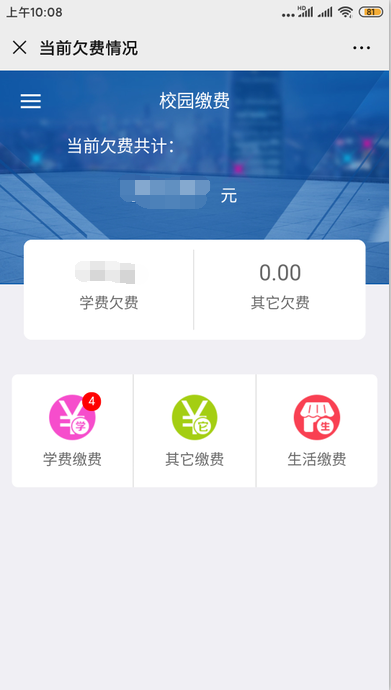 上午10:08
HD
81
当前欠费情况
校园缴费
当前欠费共计：
元
0.00
学费欠费
其它欠费
4
学
它
生
学费缴费
其它缴费
生活缴费